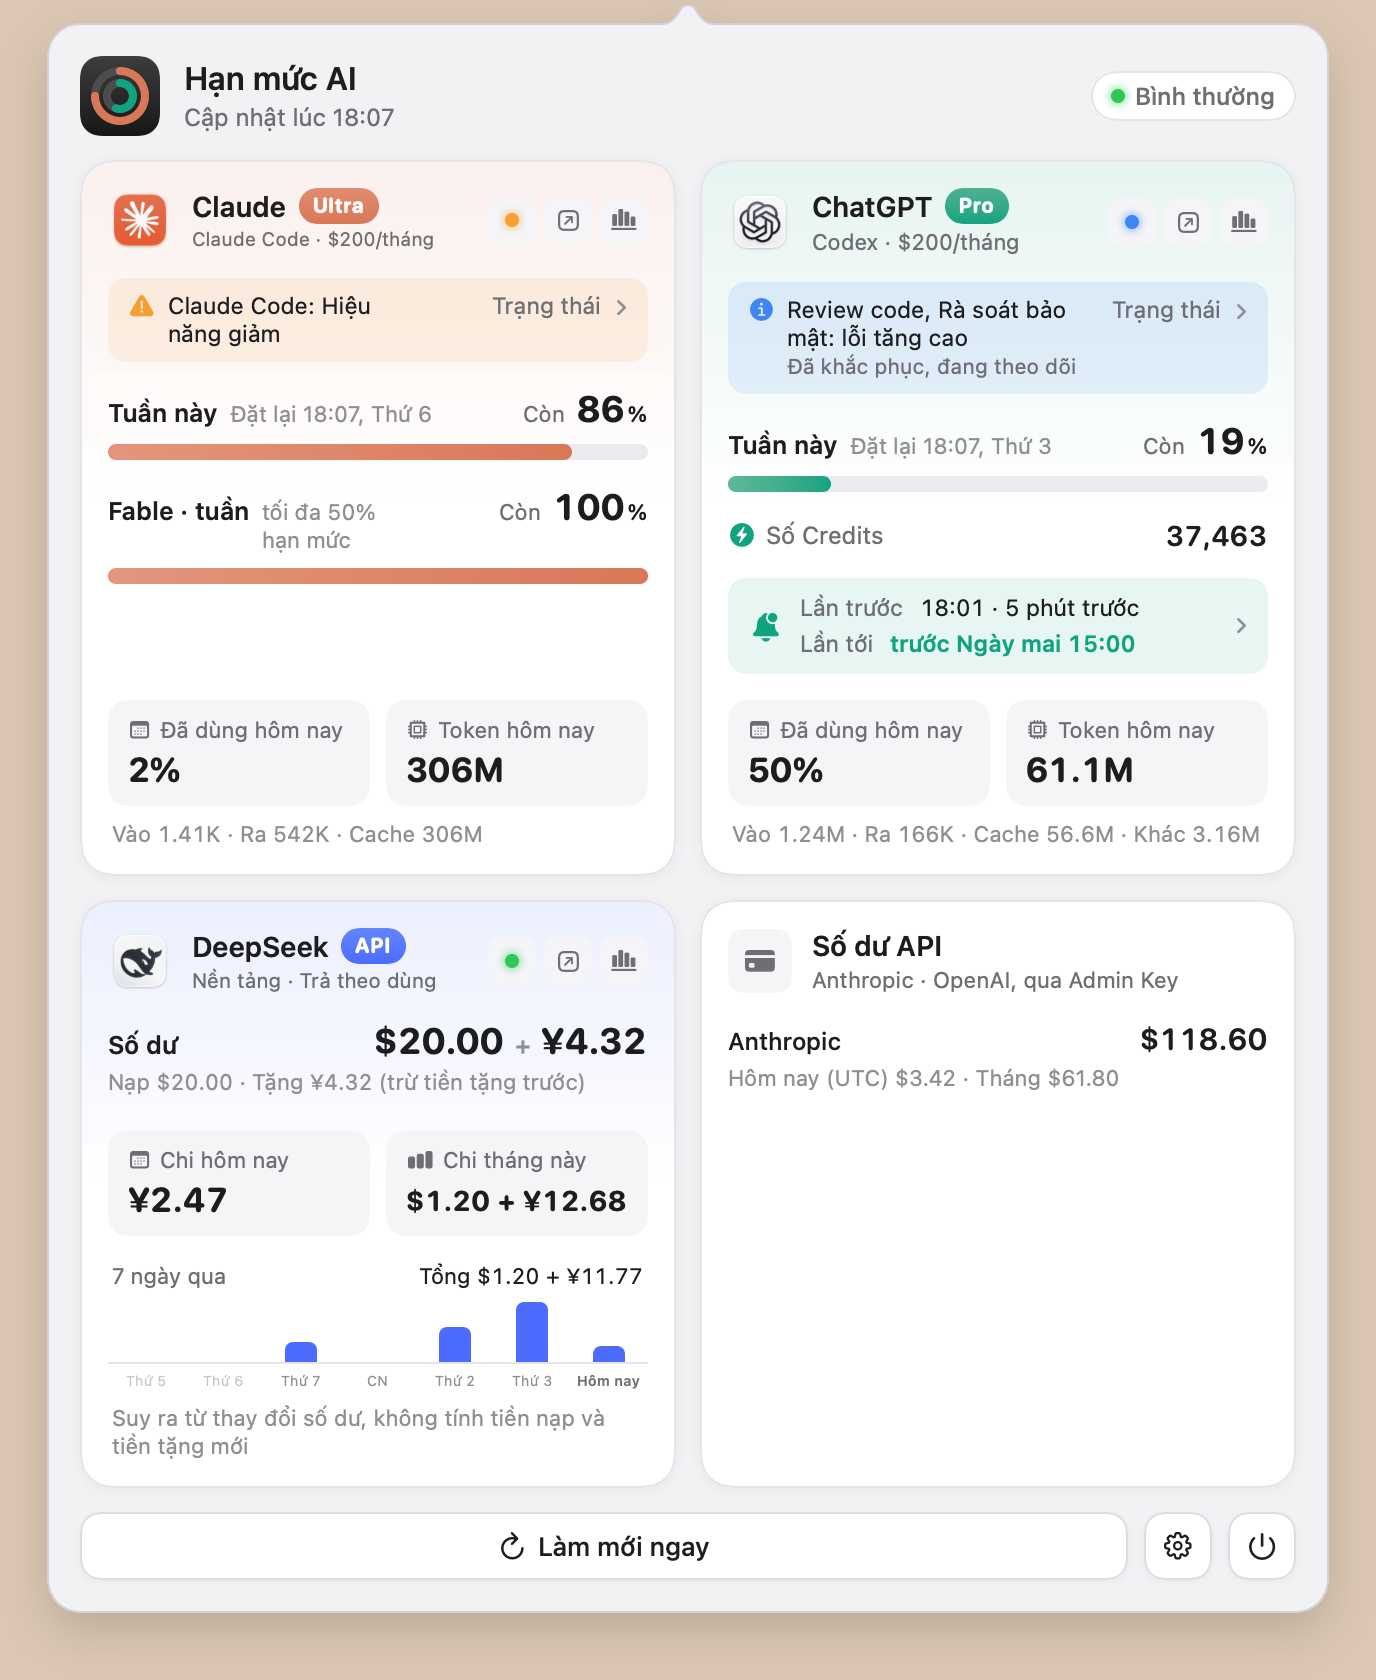 Hạn mức AI
Cập nhật lúc 18:07
Bình thường
Claude Ultra
Claude Code · $200/tháng
Claude Code: Hiệu
năng giảm
Trạng thái
Tuần này Đặt lại 18:07, Thứ 6 Còn 86%
Fable · tuần tối đa 50%
hạn mức
Còn 100%
Đã dùng hôm nay
2%
Token hôm nay
306M
Vào 1.41K · Ra 542K · Cache 306M
ChatGPT Pro
Codex · $200/tháng
Review code, Rà soát bảo
mật: lỗi tăng cao
Đã khắc phục, đang theo dõi
Trạng thái
Tuần này Đặt lại 18:07, Thứ 3 Còn 19%
Số Credits 37,463
Lần trước 18:01 · 5 phút trước
Lần tới trước Ngày mai 15:00
Đã dùng hôm nay
50%
Token hôm nay
61.1M
Vào 1.24M · Ra 166K · Cache 56.6M · Khác 3.16M
DeepSeek API
Nền tảng · Trả theo dùng
Số dư $20.00 + ¥4.32
Nạp $20.00 · Tặng ¥4.32 (trừ tiền tặng trước)
Chi hôm nay
¥2.47
Chi tháng này
$1.20 + ¥12.68
7 ngày qua Tổng $1.20 + ¥11.77
Thứ 5 Thứ 6 Thứ 7 CN Thứ 2 Thứ 3 Hôm nay
Suy ra từ thay đổi số dư, không tính tiền nạp và
tiền tặng mới
Số dư API
Anthropic · OpenAI, qua Admin Key
Anthropic $118.60
Hôm nay (UTC) $3.42 · Tháng $61.80
Làm mới ngay